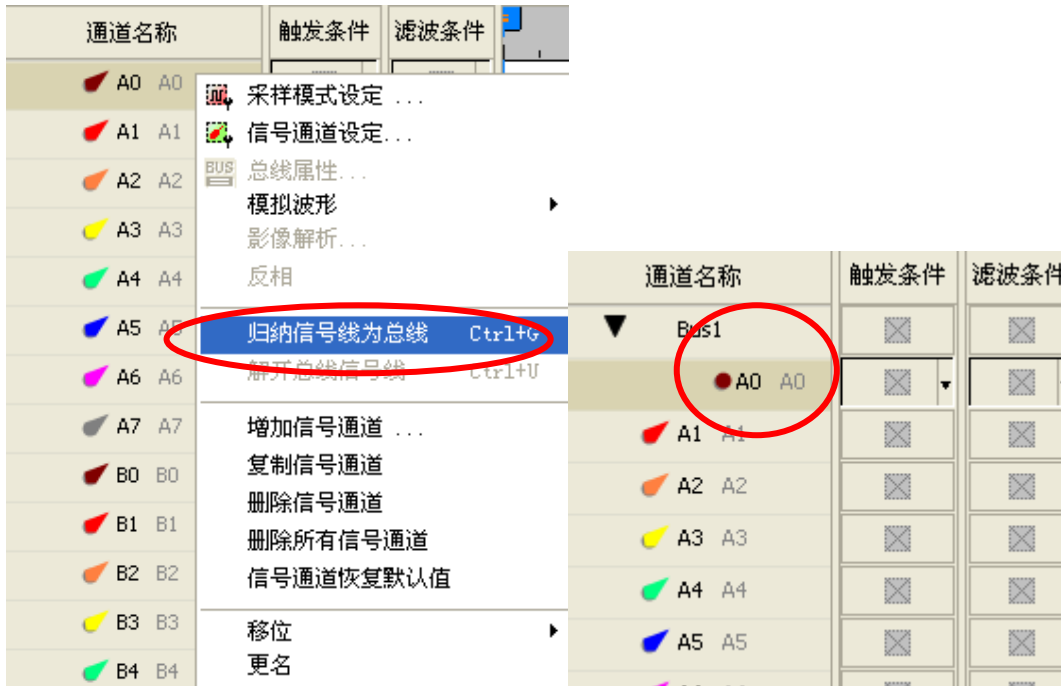 通道名称 触发条件 滤波条件
A0 A0
A1 A1
A2 A2
A3 A3
A4 A4
A5 A5
A6 A6
A7 A7
B0 B0
B1 B1
B2 B2
B3 B3
B4 B4
采样模式设定 ...
信号通道设定...
BUS 总线属性...
模拟波形
影像解析...
反相
归纳信号线为总线 Ctrl+G
解开总线信号线 Ctrl+U
增加信号通道 ...
复制信号通道
删除信号通道
删除所有信号通道
信号通道恢复默认值
移位
更名
通道名称 触发条件 滤波条件
Bus1
A0 A0
A1 A1
A2 A2
A3 A3
A4 A4
A5 A5